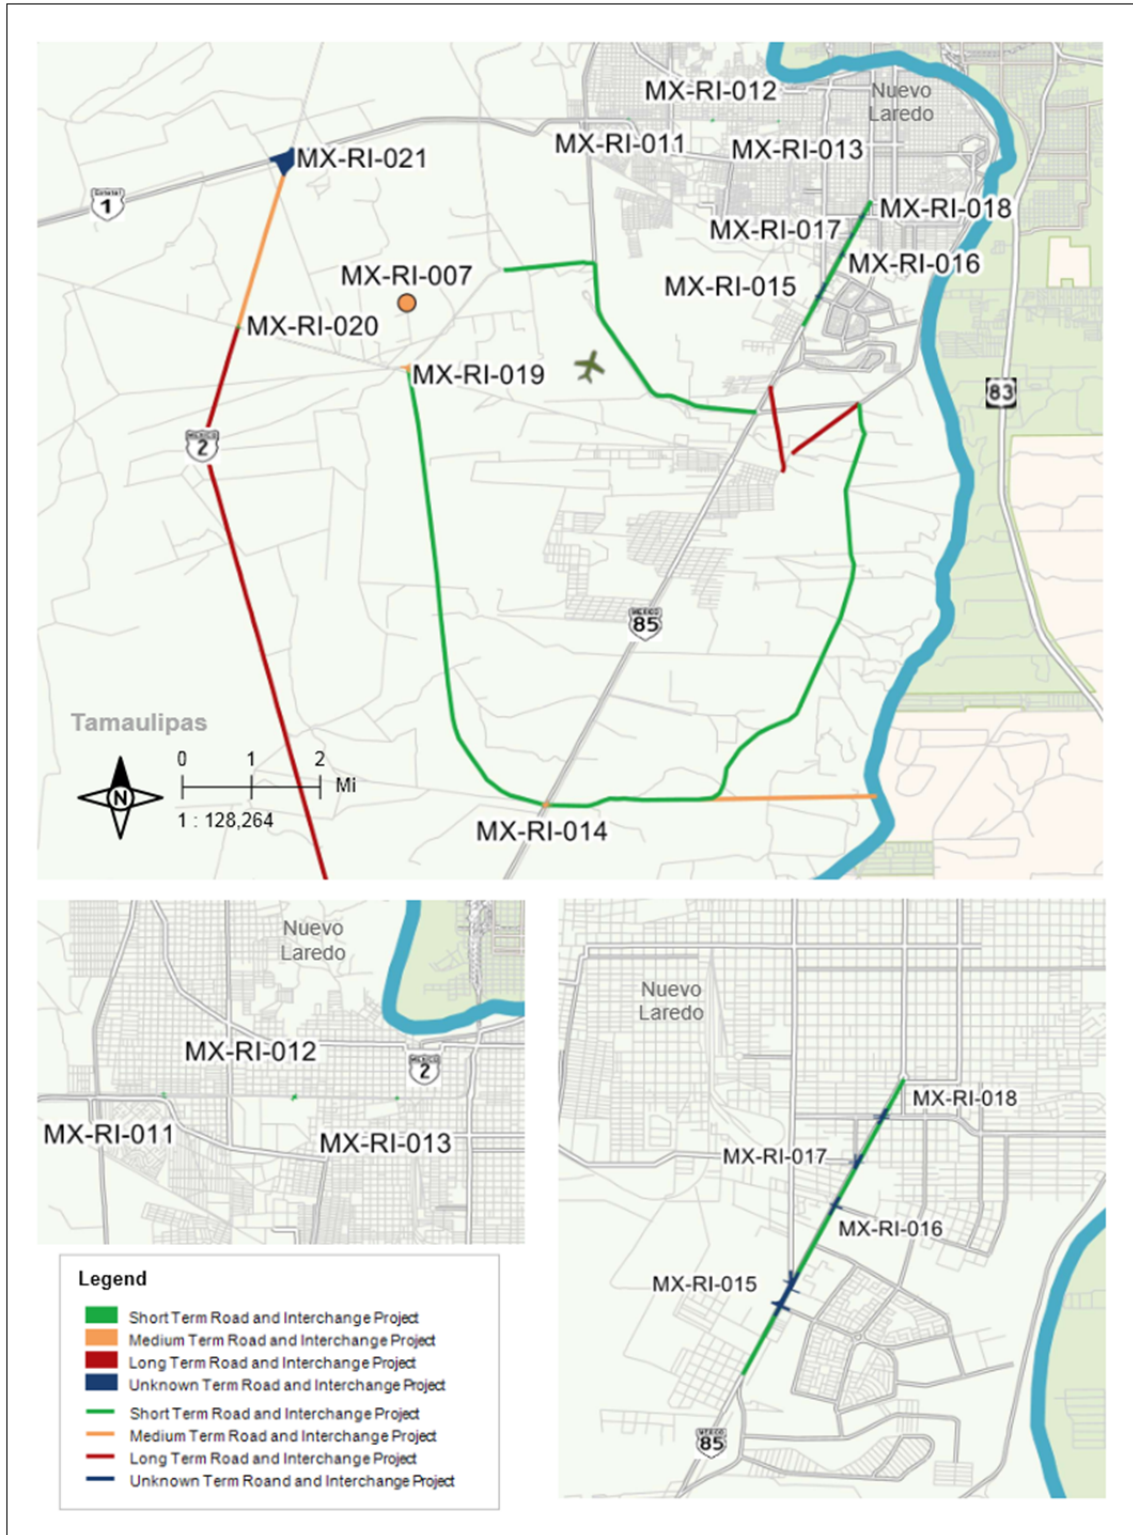 MX-RI-012
Nuevo
Laredo
MX-RI-011
MX-RI-013
MX-RI-021
Estatal
1
MX-RI-018
MX-RI-017
MX-RI-007
MX-RI-016
MX-RI-015
MX-RI-020
MX-RI-019
83
MEXICO
2
MEXICO
85
Tamaulipas
0 1 2
Mi
N
1 : 128,264
MX-RI-014
Nuevo
Laredo
MX-RI-012
MEXICO
2
MX-RI-011
MX-RI-013
Nuevo
Laredo
MX-RI-018
MX-RI-017
MX-RI-016
MX-RI-015
MEXICO
85
Legend
Short Term Road and Interchange Project
Medium Term Road and Interchange Project
Long Term Road and Interchange Project
Unknown Term Road and Interchange Project
Short Term Road and Interchange Project
Medium Term Road and Interchange Project
Long Term Road and Interchange Project
Unknown Term Roand and Interchange Project